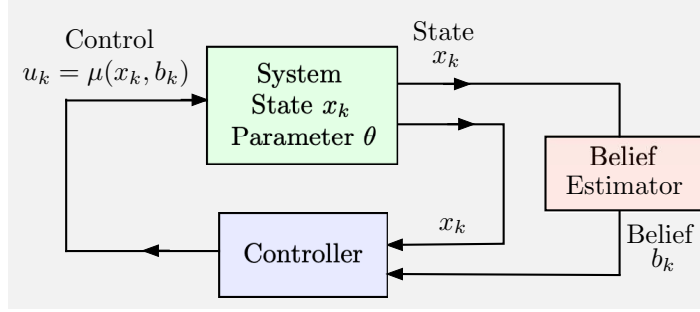 Control
u_k = μ(x_k, b_k)
System
State x_k
Parameter θ
State
x_k
Belief
Estimator
x_k
Controller
Belief
b_k